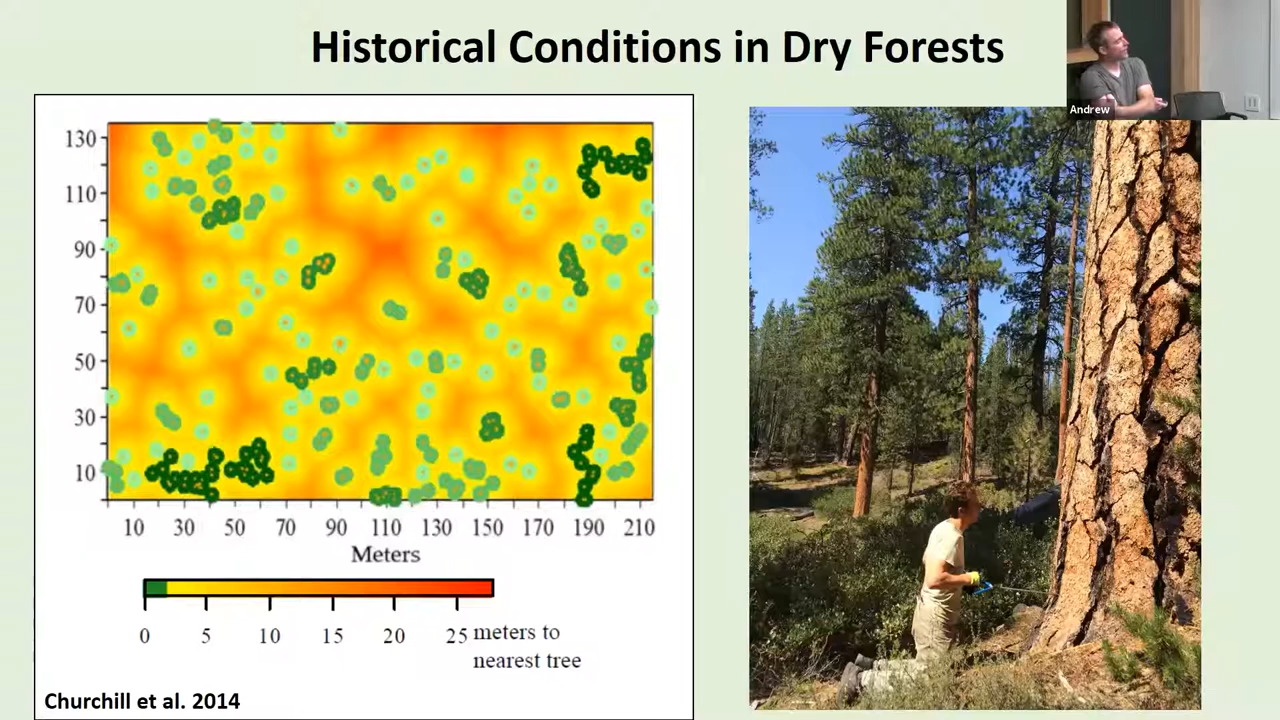 Historical Conditions in Dry Forests
Andrew
130
110
90
70
50
30
10
10 30 50 70 90 110 130 150 170 190 210
Meters
0 5 10 15 20 25 meters to
nearest tree
Churchill et al. 2014